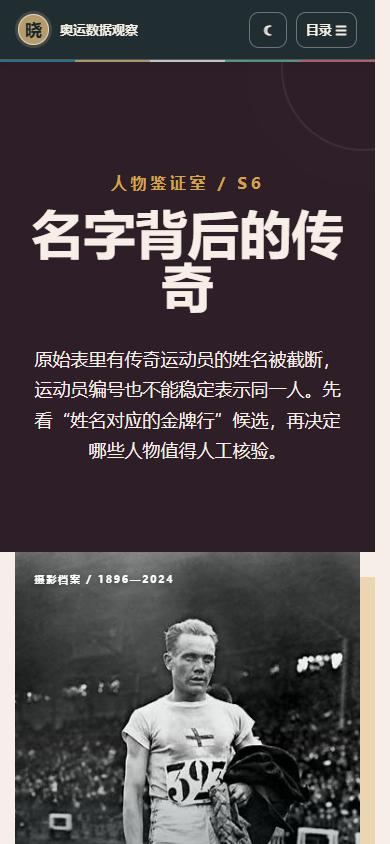 晓 奥运数据观察 目录
人物鉴证室 / S6
名字背后的传
奇
原始表里有传奇运动员的姓名被截断，
运动员编号也不能稳定表示同一人。先
看“姓名对应的金牌行”候选，再决定
哪些人物值得人工核验。
摄影档案 / 1896—2024
323